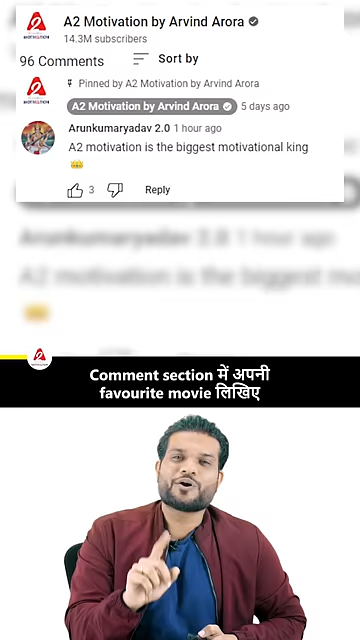 A2 Motivation by Arvind Arora
14.3M subscribers
96 Comments
Sort by
Pinned by A2 Motivation by Arvind Arora
A2 Motivation by Arvind Arora 5 days ago
Arunkumaryadav 2.0 1 hour ago
A2 motivation is the biggest motivational king
3 Reply
Arunkumaryadav 2.0 1 hour ago
A2 motivation is the biggest mo
Comment section में अपनी
favourite movie लिखिए